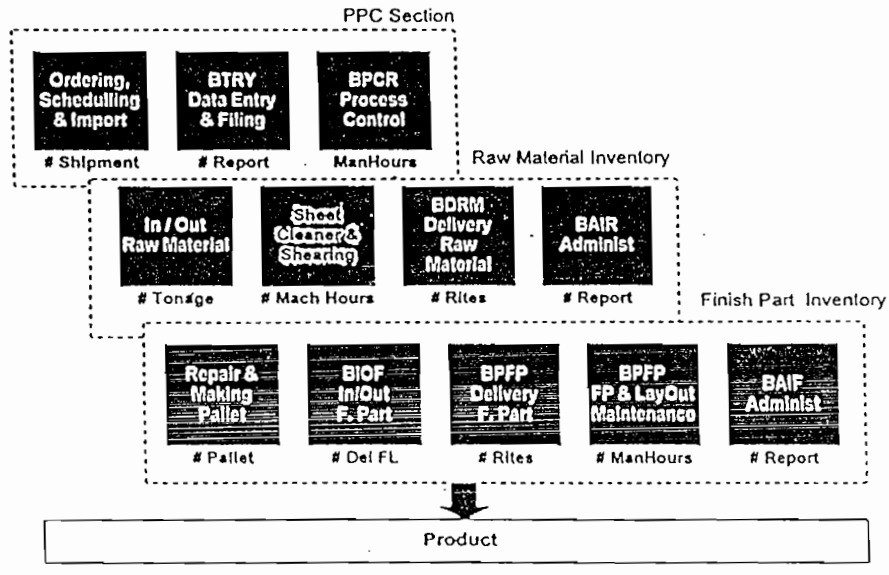 PPC Section
Ordering,
Schedulling
& Import
BTRY
Data Entry
& Filing
BPCR
Process
Control
# Shipment
# Report
ManHours
Raw Material Inventory
In / Out
Raw Material
Sheet
Cleaner &
Shearing
BDRM
Delivery
Raw
Material
BAIR
Administ
# Tonage
# Mach Hours
# Rites
# Report
Finish Part Inventory
Repair &
Making
Pallet
BIOF
In/Out
F. Part
BPFP
Delivery
F. Part
BPFP
FP & LayOut
Maintenance
BAIF
Administ
# Pallet
# Del FL
# Rites
# ManHours
# Report
Product